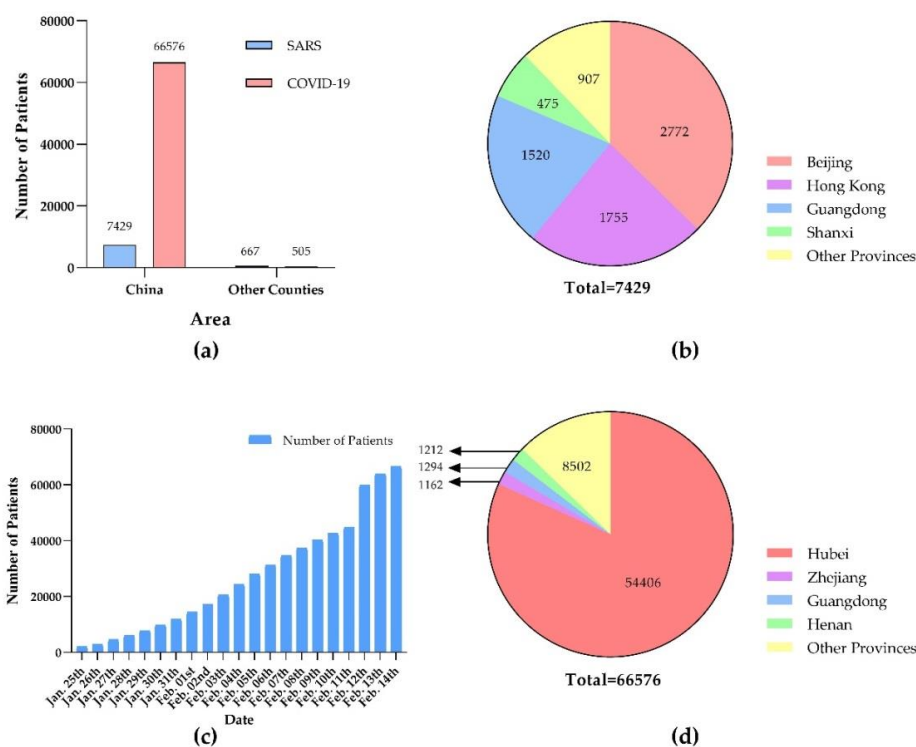 80000
60000
40000
20000
0
Number of Patients
66576
7429
667
505
SARS
COVID-19
China
Other Counties
Area
(a)
907
475
1520
2772
1755
Beijing
Hong Kong
Guangdong
Shanxi
Other Provinces
Total=7429
(b)
80000
60000
40000
20000
0
Number of Patients
Number of Patients
Jan. 25th
Jan. 26th
Jan. 27th
Jan. 28th
Jan. 29th
Jan. 30th
Jan. 31th
Feb. 01st
Feb. 02nd
Feb. 03th
Feb. 04th
Feb. 05th
Feb. 06th
Feb. 07th
Feb. 08th
Feb. 09th
Feb. 10th
Feb. 11th
Feb. 12th
Feb. 13th
Feb. 14th
Date
(c)
1212
1294
1162
8502
54406
Hubei
Zhejiang
Guangdong
Henan
Other Provinces
Total=66576
(d)